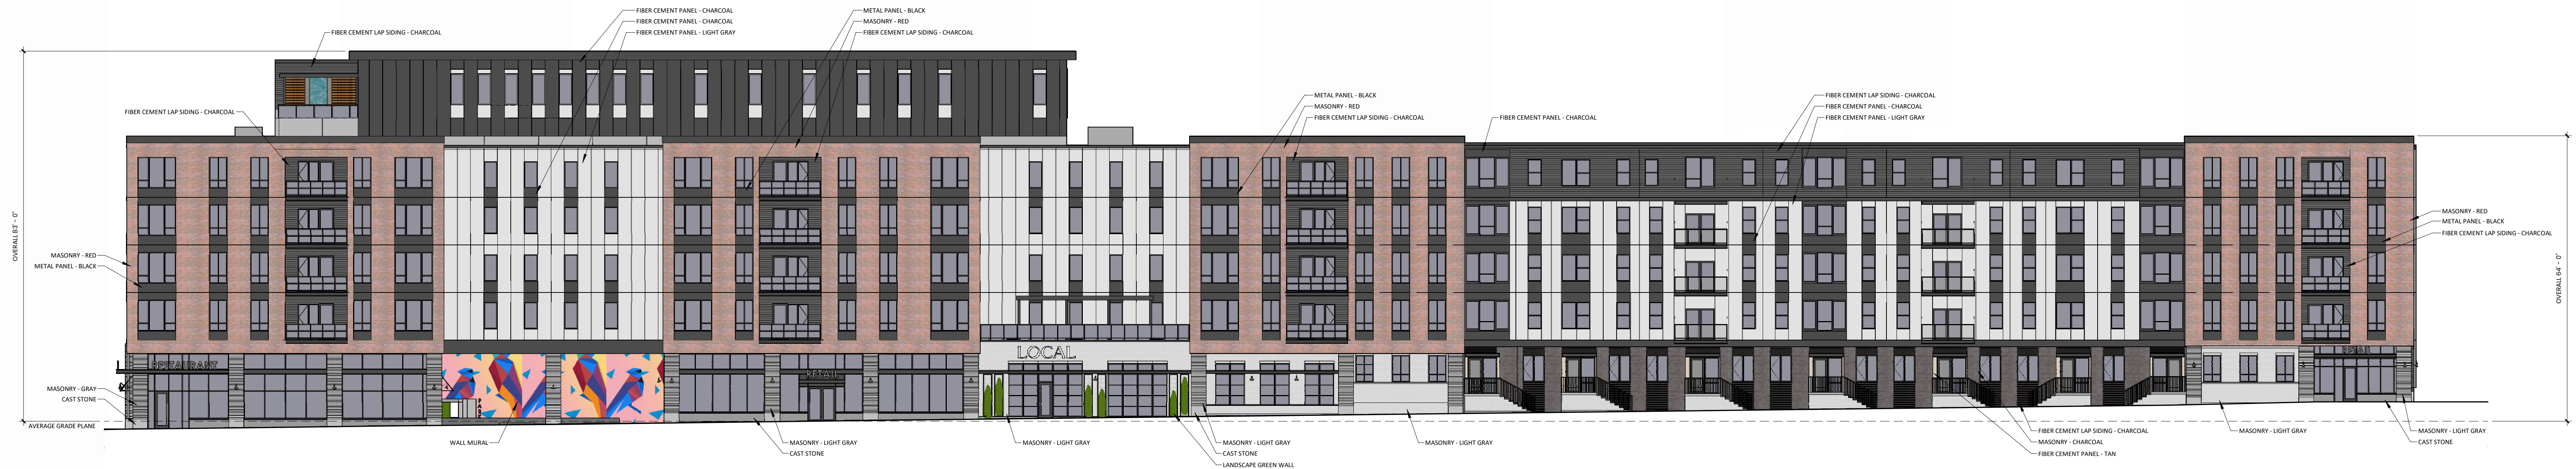 FIBER CEMENT PANEL - CHARCOAL
FIBER CEMENT PANEL - CHARCOAL
FIBER CEMENT PANEL - LIGHT GRAY
METAL PANEL - BLACK
MASONRY - RED
FIBER CEMENT LAP SIDING - CHARCOAL
FIBER CEMENT LAP SIDING - CHARCOAL
FIBER CEMENT LAP SIDING - CHARCOAL
METAL PANEL - BLACK
MASONRY - RED
FIBER CEMENT LAP SIDING - CHARCOAL
FIBER CEMENT PANEL - CHARCOAL
FIBER CEMENT LAP SIDING - CHARCOAL
FIBER CEMENT PANEL - CHARCOAL
FIBER CEMENT PANEL - LIGHT GRAY
OVERALL 83' - 0"
MASONRY - RED
METAL PANEL - BLACK
MASONRY - RED
METAL PANEL - BLACK
FIBER CEMENT LAP SIDING - CHARCOAL
OVERALL 64' - 0"
RESTAURANT
RETAIL
LOCAL
RETAIL
PARK
MASONRY - GRAY
CAST STONE
AVERAGE GRADE PLANE
WALL MURAL
MASONRY - LIGHT GRAY
CAST STONE
MASONRY - LIGHT GRAY
MASONRY - LIGHT GRAY
CAST STONE
LANDSCAPE GREEN WALL
MASONRY - LIGHT GRAY
FIBER CEMENT LAP SIDING - CHARCOAL
MASONRY - CHARCOAL
FIBER CEMENT PANEL - TAN
MASONRY - LIGHT GRAY
MASONRY - LIGHT GRAY
CAST STONE